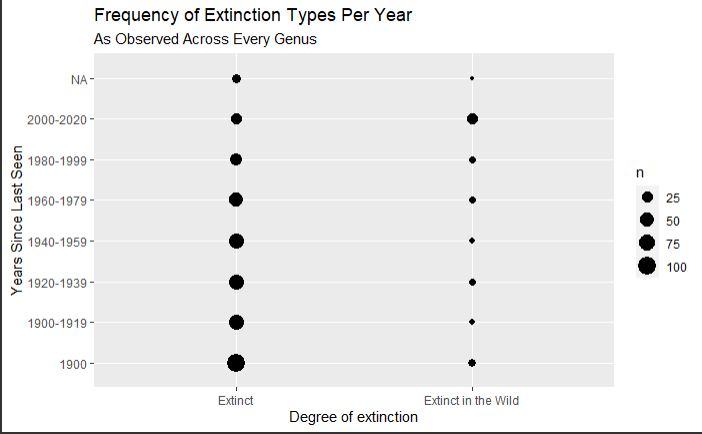 Frequency of Extinction Types Per Year
As Observed Across Every Genus
Years Since Last Seen
NA
2000-2020
1980-1999
1960-1979
1940-1959
1920-1939
1900-1919
1900
Extinct
Extinct in the Wild
Degree of extinction
n
25
50
75
100